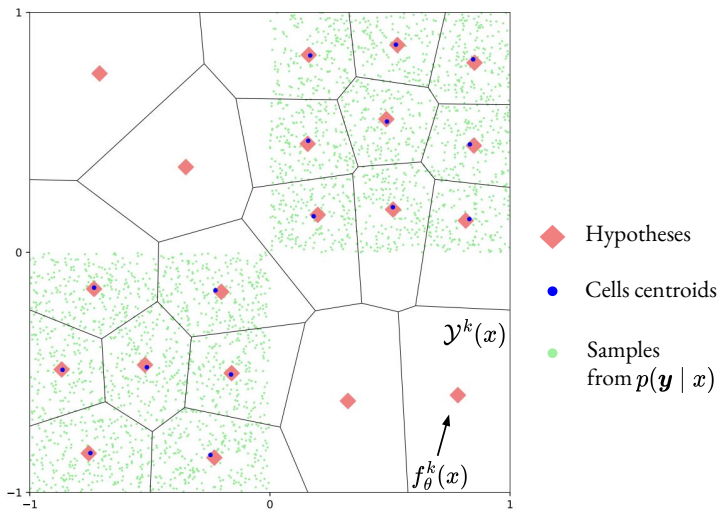 1
0
−1
−1
0
1
𝒴^k(x)
f_θ^k(x)
Hypotheses
Cells centroids
Samples
from p(𝒚 | x)